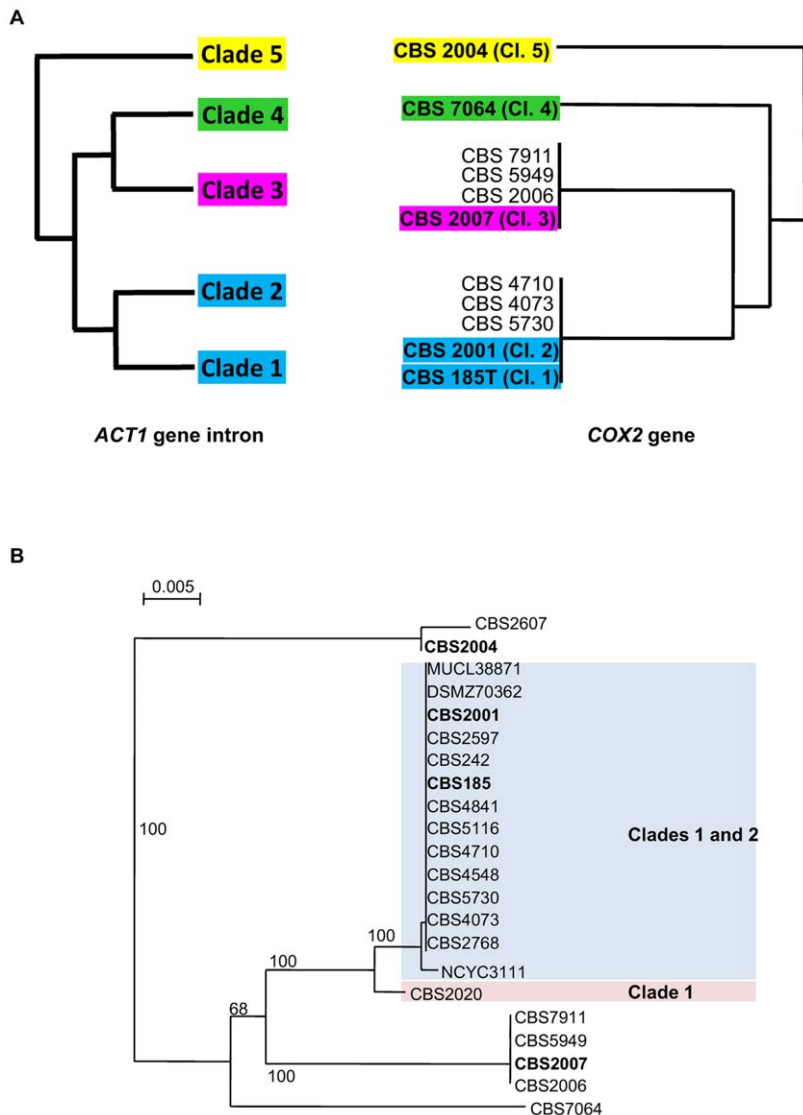 A
Clade 5
Clade 4
Clade 3
Clade 2
Clade 1
ACT1 gene intron
CBS 2004 (Cl. 5)
CBS 7064 (Cl. 4)
CBS 7911
CBS 5949
CBS 2006
CBS 2007 (Cl. 3)
CBS 4710
CBS 4073
CBS 5730
CBS 2001 (Cl. 2)
CBS 185T (Cl. 1)
COX2 gene
B
0.005
CBS2607
CBS2004
MUCL38871
DSMZ70362
CBS2001
CBS2597
CBS242
CBS185
CBS4841
CBS5116
CBS4710
CBS4548
CBS5730
CBS4073
CBS2768
NCYC3111
Clades 1 and 2
CBS2020
Clade 1
CBS7911
CBS5949
CBS2007
CBS2006
CBS7064
100
100
100
68
100